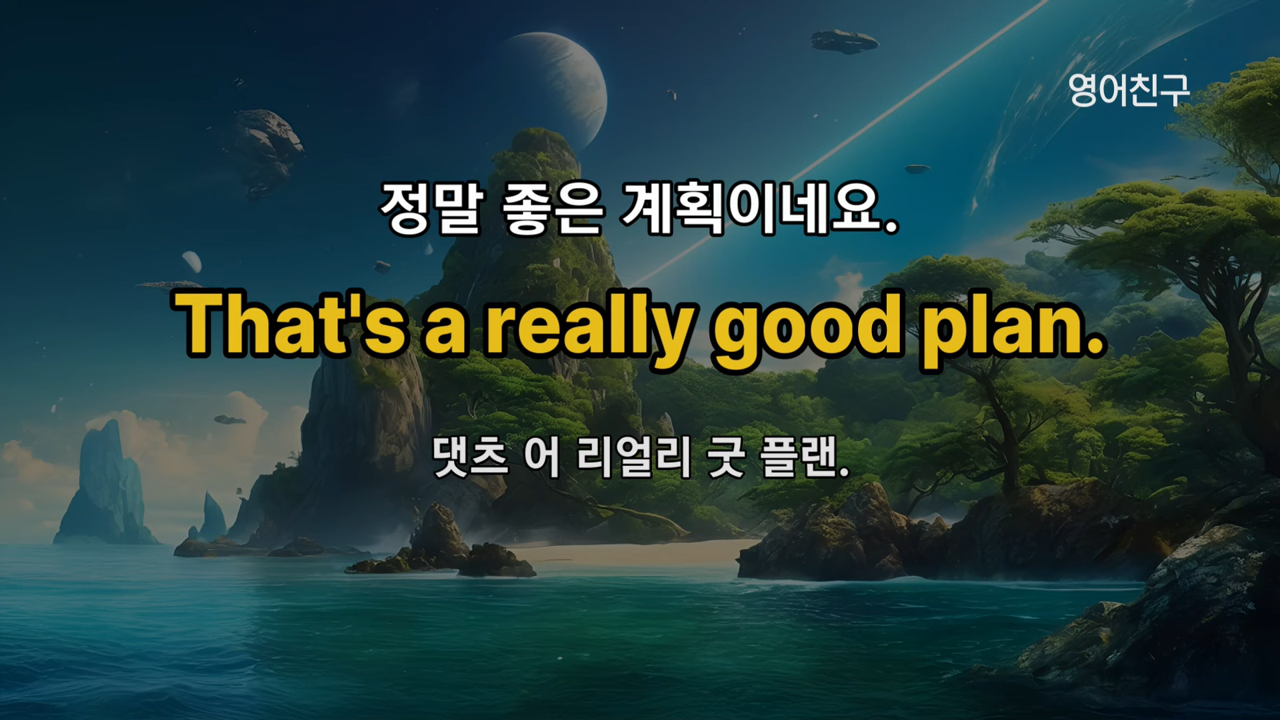 영어친구
정말 좋은 계획이네요.
That's a really good plan.
댓츠 어 리얼리 굿 플랜.